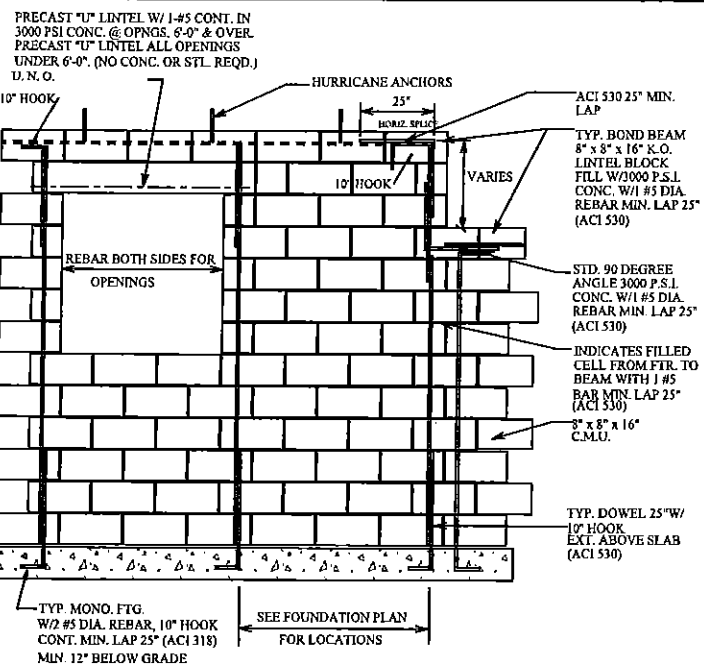 PRECAST "U" LINTEL W/ 1-#5 CONT. IN
3000 PSI CONC. @ OPNGS. 6'-0" & OVER.
PRECAST "U" LINTEL ALL OPENINGS
UNDER 6'-0". (NO CONC. OR STL. REQD.)
U. N. O.
10" HOOK
HURRICANE ANCHORS
25"
HORIZ. SPLICE
ACI 530 25" MIN.
LAP
TYP. BOND BEAM
8" x 8" x 16" K.O.
LINTEL BLOCK
FILL W/3000 P.S.I.
CONC. W/1 #5 DIA.
REBAR MIN. LAP 25"
(ACI 530)
10" HOOK
VARIES
REBAR BOTH SIDES FOR
OPENINGS
STD. 90 DEGREE
ANGLE 3000 P.S.I.
CONC. W/1 #5 DIA.
REBAR MIN. LAP 25"
(ACI 530)
INDICATES FILLED
CELL FROM FTR. TO
BEAM WITH 1 #5
BAR MIN. LAP 25"
(ACI 530)
8" x 8" x 16"
C.M.U.
TYP. DOWEL 25"W/
10" HOOK
EXT. ABOVE SLAB
(ACI 530)
TYP. MONO. FTG.
W/2 #5 DIA. REBAR, 10" HOOK
CONT. MIN. LAP 25" (ACI 318)
MIN. 12" BELOW GRADE
SEE FOUNDATION PLAN
FOR LOCATIONS